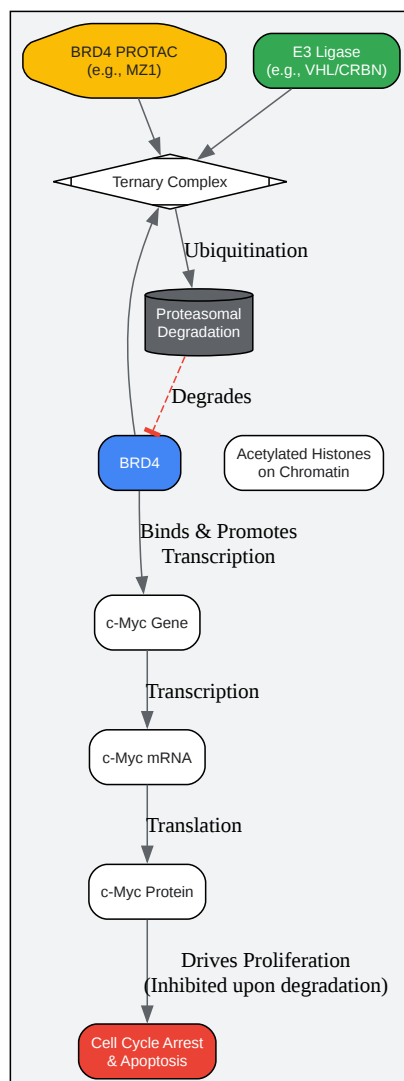 BRD4 PROTAC
(e.g., MZ1)
E3 Ligase
(e.g., VHL/CRBN)
Ternary Complex
Ubiquitination
Proteasomal
Degradation
Degrades
BRD4
Acetylated Histones
on Chromatin
Binds & Promotes
Transcription
c-Myc Gene
Transcription
c-Myc mRNA
Translation
c-Myc Protein
Drives Proliferation
(Inhibited upon degradation)
Cell Cycle Arrest
& Apoptosis